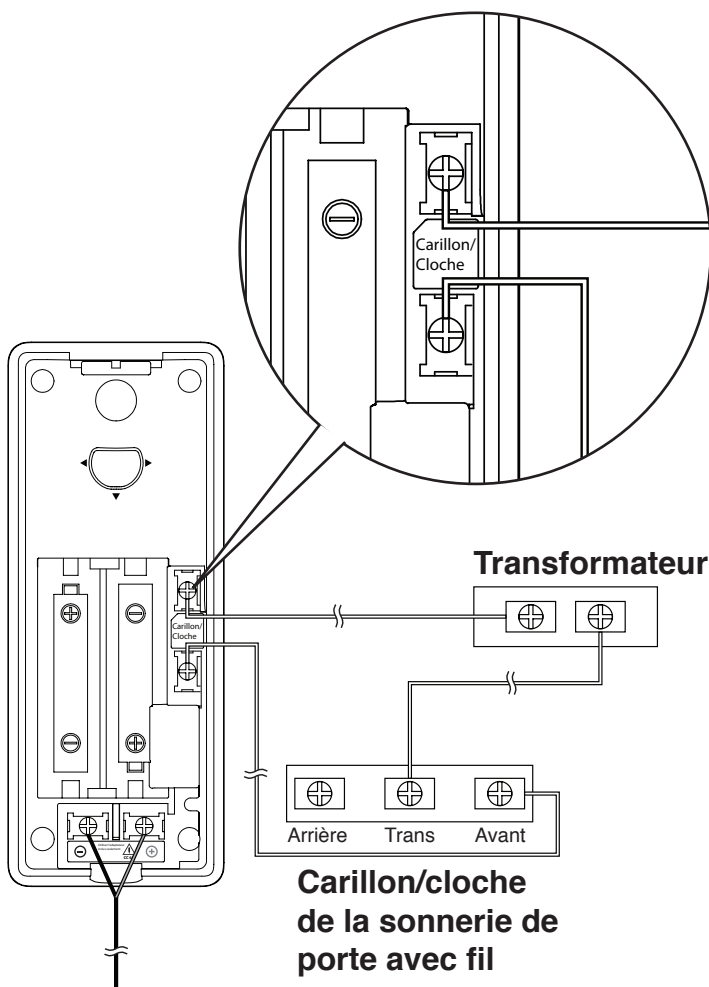 Carillon/
Cloche
Transformateur
Carillon/
Cloche
Arrière
Trans
Avant
Carillon/cloche
de la sonnerie de
porte avec fil